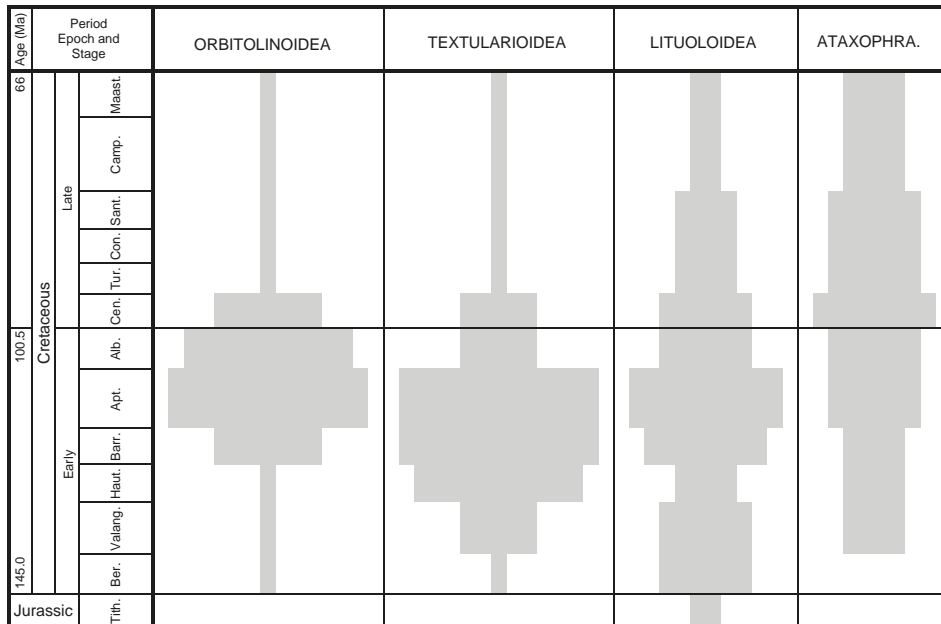 Age (Ma)
Period
Epoch and
Stage
ORBITOLINOIDEA
TEXTULARIOIDEA
LITUOLOIDEA
ATAXOPHRA.
66
100.5
145.0
Cretaceous
Late
Early
Maast.
Camp.
Sant.
Con.
Tur.
Cen.
Alb.
Apt.
Barr.
Haut.
Valang.
Ber.
Jurassic
Tith.